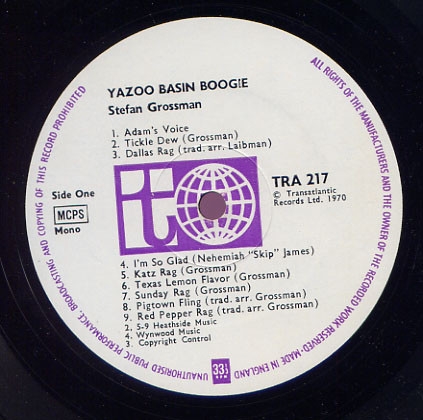 YAZOO BASIN BOOGIE
Stefan Grossman
1. Adam's Voice
2. Tickle Dew (Grossman)
3. Dallas Rag (trad. arr. Laibman)
Side One
MCPS
Mono
TRA 217
© Transatlantic
Records Ltd. 1970
4. I'm So Glad (Nehemiah "Skip" James)
5. Katz Rag (Grossman)
6. Texas Lemon Flavor (Grossman)
7. Sunday Rag (Grossman)
8. Pigtown Fling (trad. arr. Grossman)
9. Red Pepper Rag (trad. arr. Grossman)
2. 5-9 Heathside Music
4. Wynwood Music
3. Copyright Control
33⅓
ALL RIGHTS OF THE MANUFACTURERS AND THE OWNER OF THE RECORDED WORK RESERVED-MADE IN ENGLAND
UNAUTHORISED PUBLIC PERFORMANCE, BROADCASTING AND COPYING OF THIS RECORD PROHIBITED